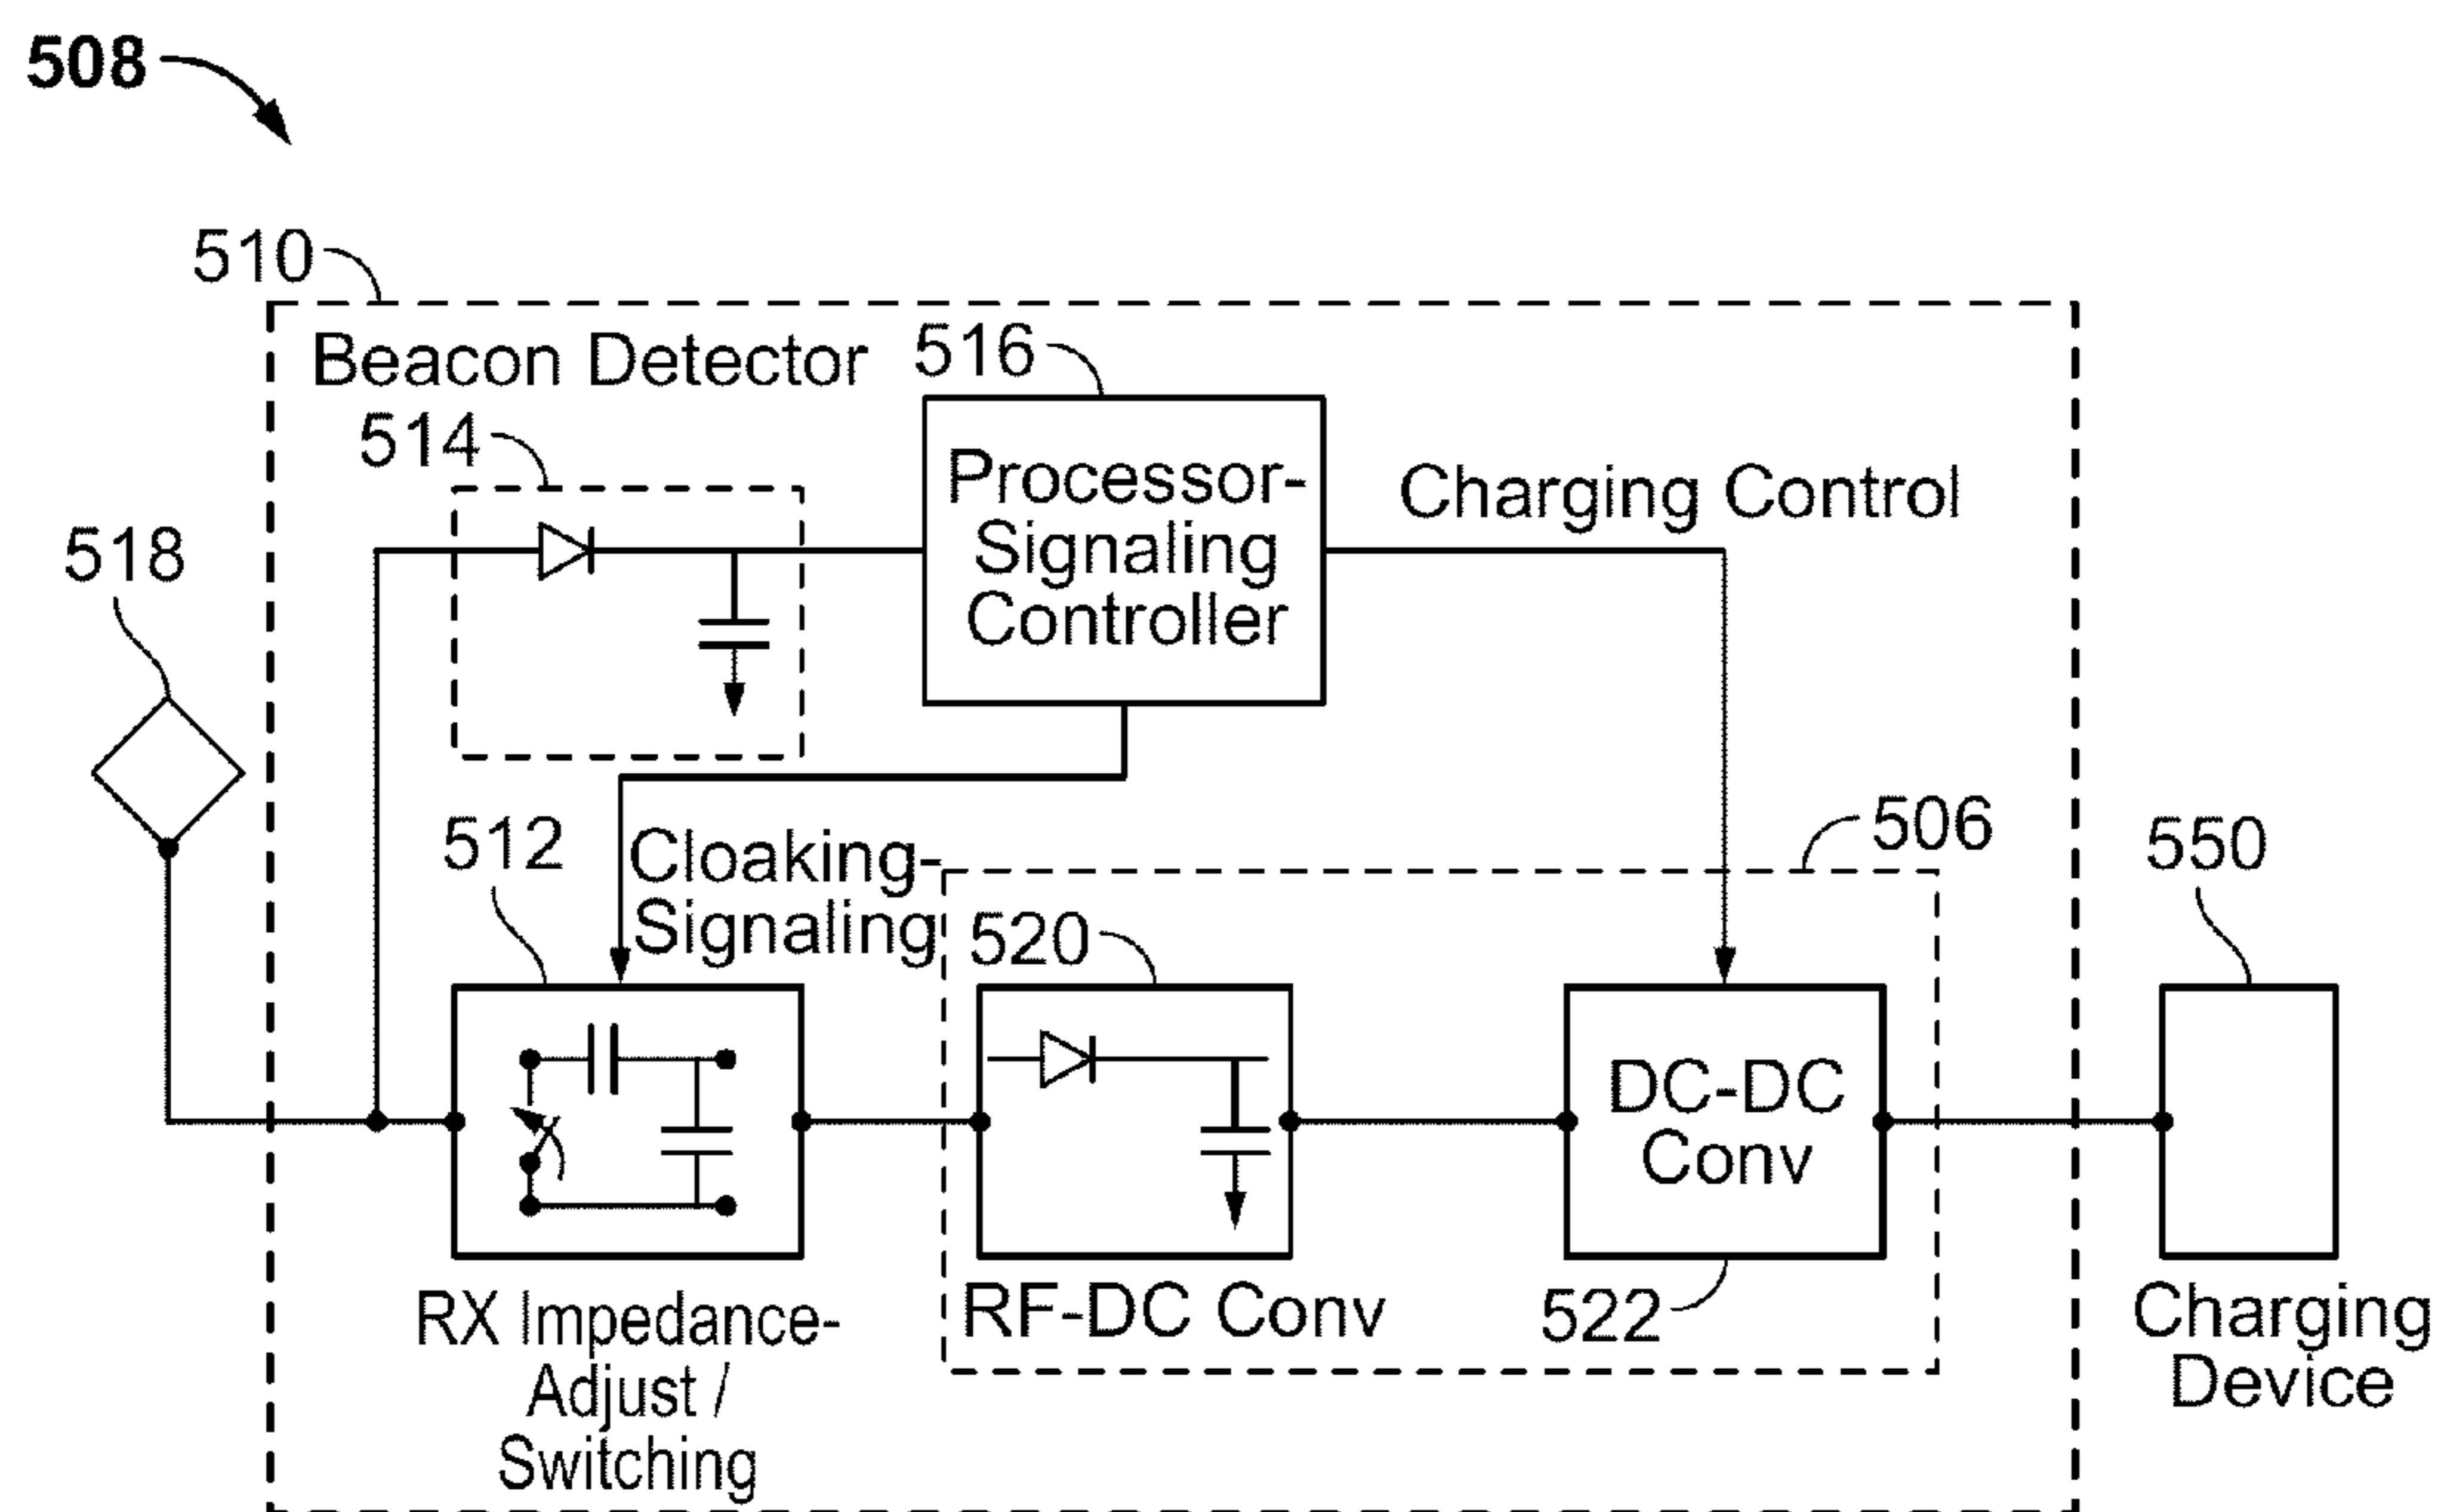 508
510
Beacon Detector
516
514
Processor-
Signaling
Controller
Charging Control
518
512
Cloaking-
Signaling
506
550
520
DC-DC
Conv
RX Impedance-
Adjust /
Switching
RF-DC Conv
522
Charging
Device